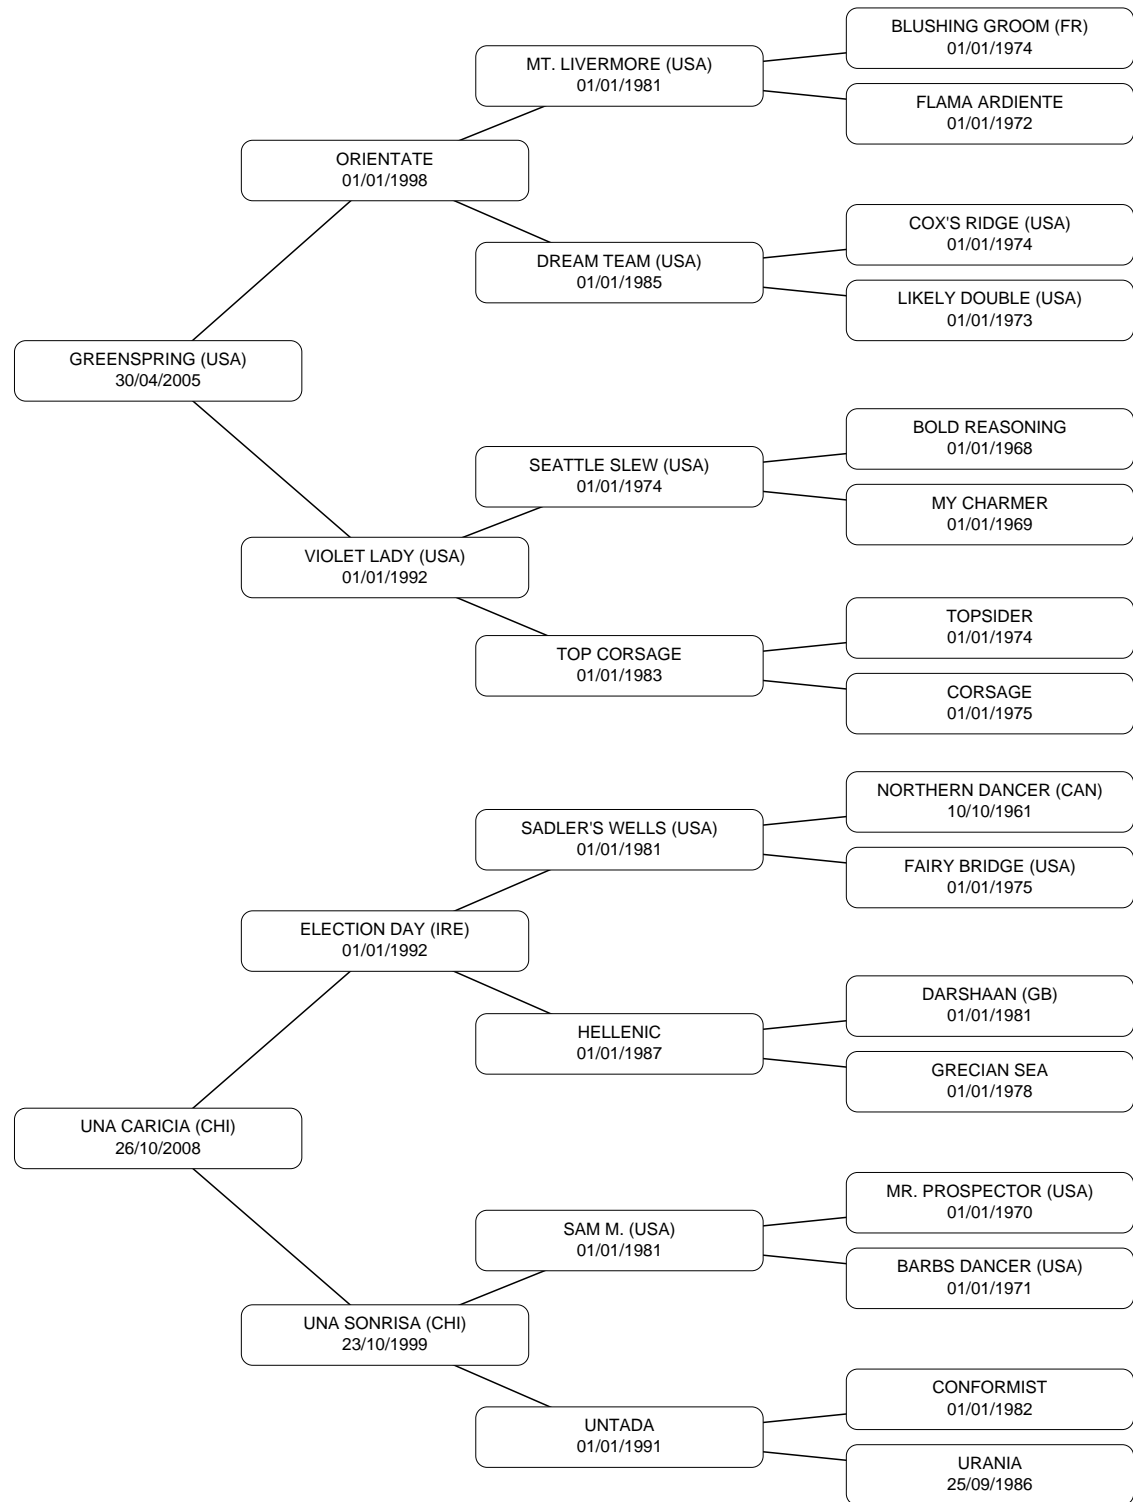 BLUSHING GROOM (FR)
01/01/1974
MT. LIVERMORE (USA)
01/01/1981
FLAMA ARDIENTE
01/01/1972
ORIENTATE
01/01/1998
COX'S RIDGE (USA)
01/01/1974
DREAM TEAM (USA)
01/01/1985
LIKELY DOUBLE (USA)
01/01/1973
GREENSPRING (USA)
30/04/2005
BOLD REASONING
01/01/1968
SEATTLE SLEW (USA)
01/01/1974
MY CHARMER
01/01/1969
VIOLET LADY (USA)
01/01/1992
TOPSIDER
01/01/1974
TOP CORSAGE
01/01/1983
CORSAGE
01/01/1975
NORTHERN DANCER (CAN)
10/10/1961
SADLER'S WELLS (USA)
01/01/1981
FAIRY BRIDGE (USA)
01/01/1975
ELECTION DAY (IRE)
01/01/1992
DARSHAAN (GB)
01/01/1981
HELLENIC
01/01/1987
GRECIAN SEA
01/01/1978
UNA CARICIA (CHI)
26/10/2008
MR. PROSPECTOR (USA)
01/01/1970
SAM M. (USA)
01/01/1981
BARBS DANCER (USA)
01/01/1971
UNA SONRISA (CHI)
23/10/1999
CONFORMIST
01/01/1982
UNTADA
01/01/1991
URANIA
25/09/1986